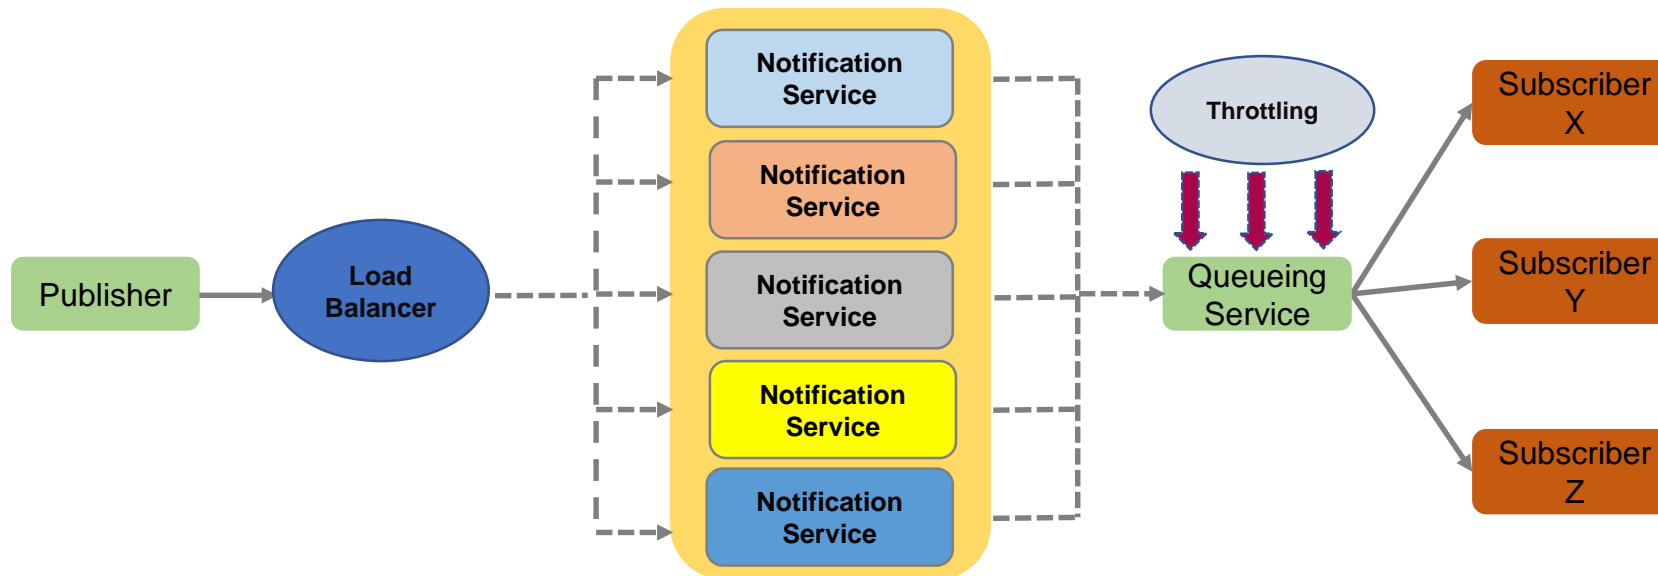 Publisher
Load
Balancer
Notification
Service
Notification
Service
Notification
Service
Notification
Service
Notification
Service
Throttling
Queueing
Service
Subscriber
X
Subscriber
Y
Subscriber
Z